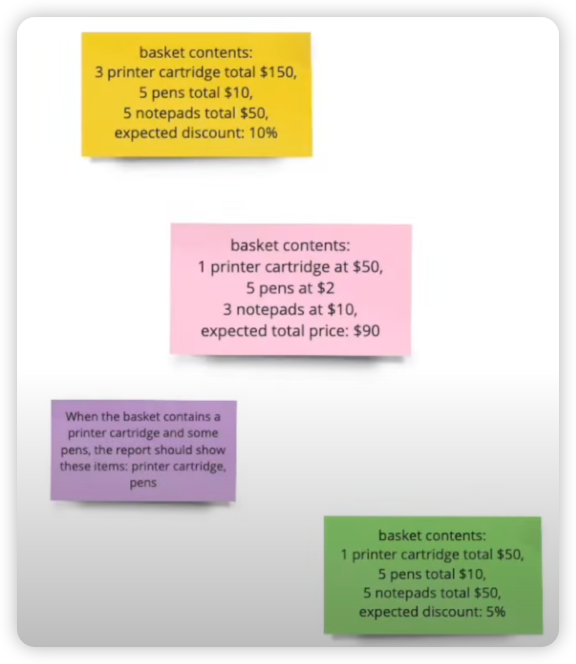 basket contents:
3 printer cartridge total $150,
5 pens total $10,
5 notepads total $50,
expected discount: 10%
basket contents:
1 printer cartridge at $50,
5 pens at $2
3 notepads at $10,
expected total price: $90
When the basket contains a
printer cartridge and some
pens, the report should show
these items: printer cartridge,
pens
basket contents:
1 printer cartridge total $50,
5 pens total $10,
5 notepads total $50,
expected discount: 5%